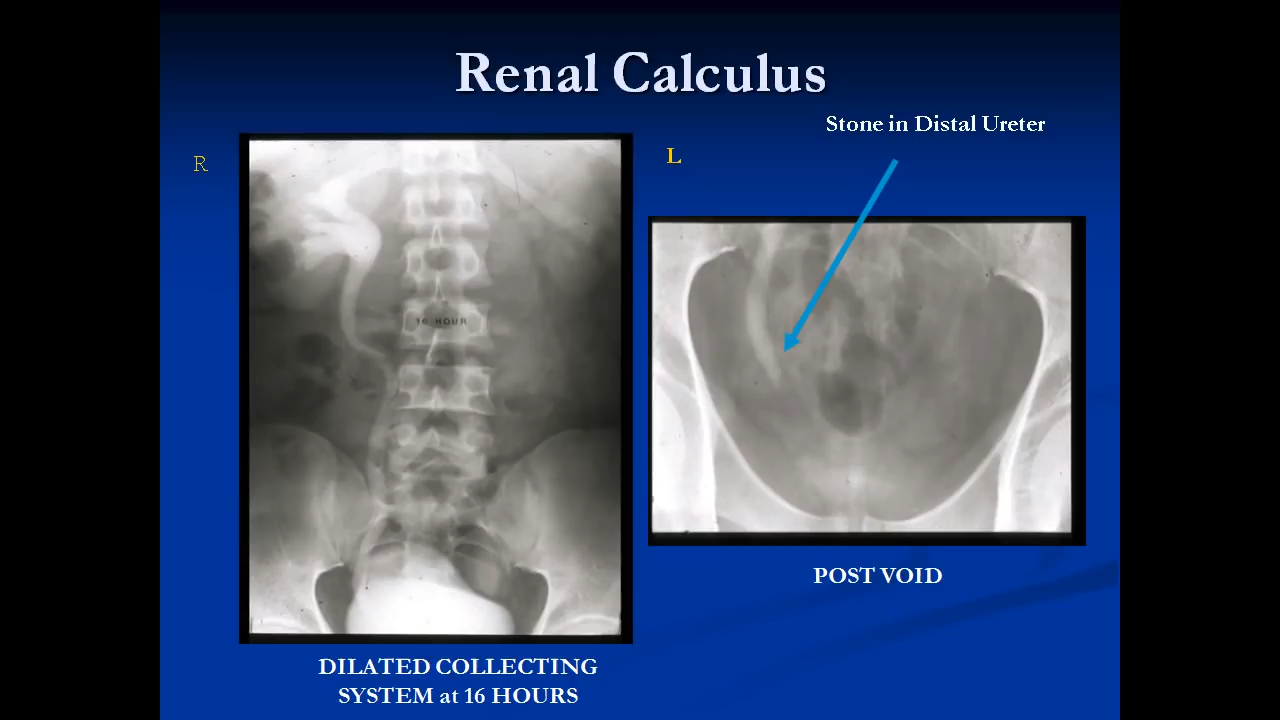 Renal Calculus
Stone in Distal Ureter
R
L
16 HOUR
POST VOID
DILATED COLLECTING
SYSTEM at 16 HOURS